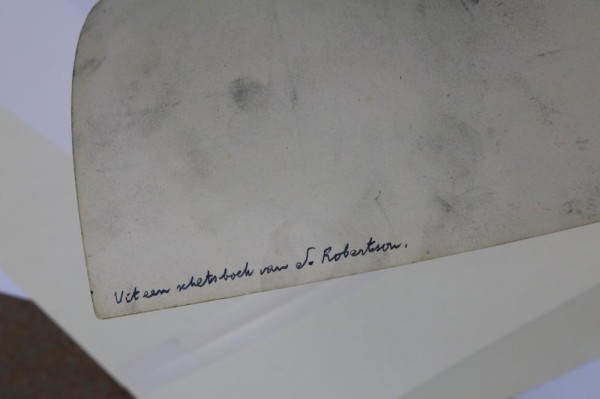 Uit een schetsboek van S. Robertson.